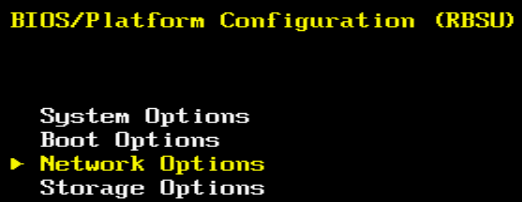 BIOS/Platform Configuration (RBSU)
System Options
Boot Options
Network Options
Storage Options